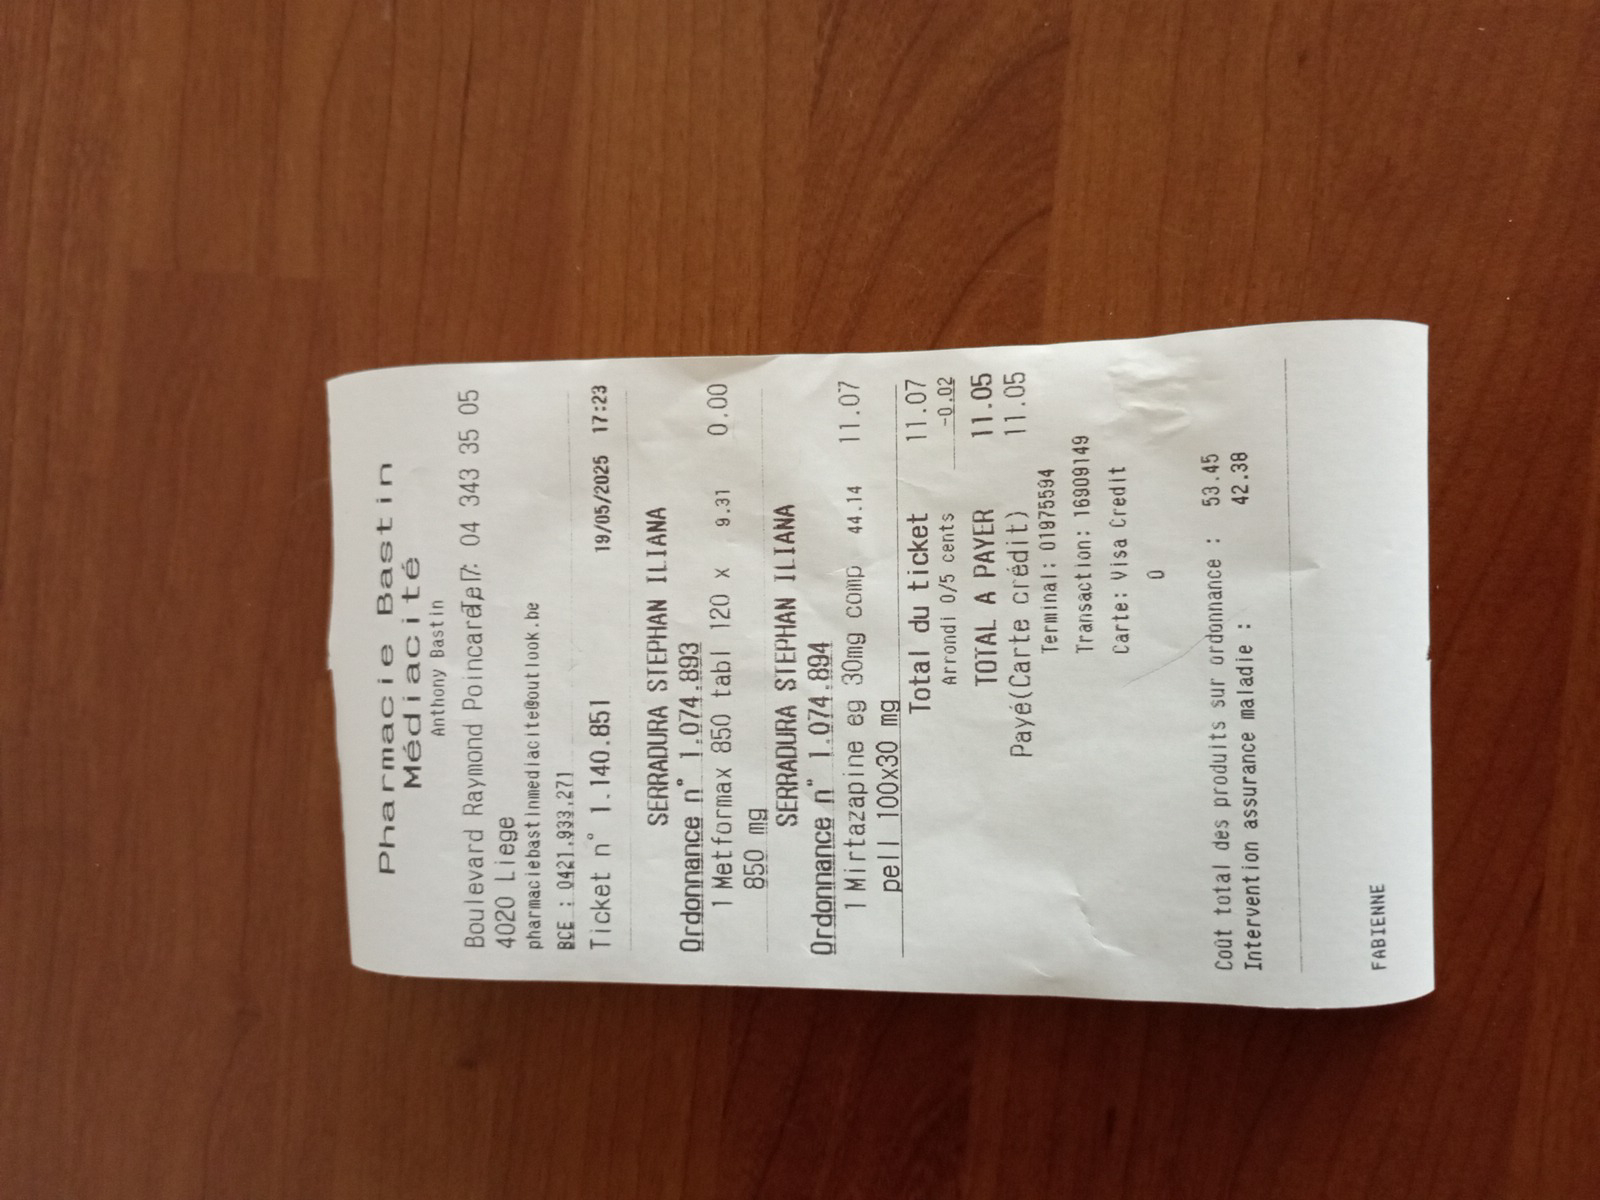 Pharmacie Bastin
Médiacité
Anthony Bastin
Boulevard Raymond Poincaré 17: 04 343 35 05
4020 Liege
pharmaciebastinmediacite@outlook.be
BCE : 0421.933.271
Ticket n° 1.140.851 19/05/2025 17:23
SERRADURA STEPHAN ILIANA
Ordonnance n° 1.074.893
1 Metformax 850 tabl 120 x 9.31 0.00
850 mg
SERRADURA STEPHAN ILIANA
Ordonnance n° 1.074.894
1 Mirtazapine eg 30mg comp 44.14 11.07
pell 100x30 mg
Total du ticket 11.07
Arrondi 0/5 cents -0.02
TOTAL A PAYER 11.05
Payé(Carte crédit) 11.05
Terminal: 01975594
Transaction: 16909149
Carte: Visa Credit
0
Coût total des produits sur ordonnance : 53.45
Intervention assurance maladie : 42.38
FABIENNE